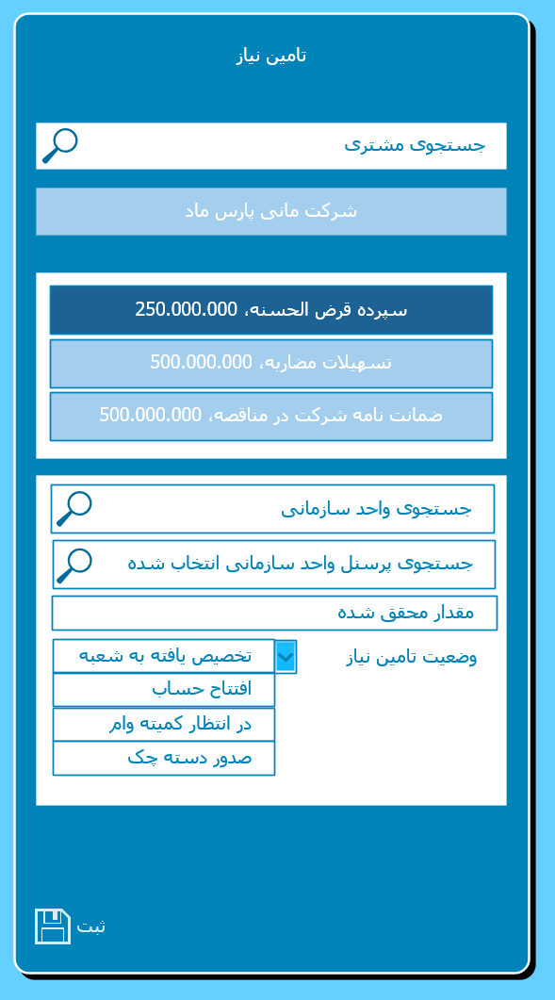 تامین نیاز
جستجوی مشتری
شرکت مانی پارس ماد
سپرده قرض الحسنه، 250.000.000
تسهیلات مضاربه، 500.000.000
ضمانت نامه شرکت در مناقصه، 500.000.000
جستجوی واحد سازمانی
جستجوی پرسنل واحد سازمانی انتخاب شده
مقدار محقق شده
وضعیت تامین نیاز
تخصیص یافته به شعبه
افتتاح حساب
در انتظار کمیته وام
صدور دسته چک
ثبت